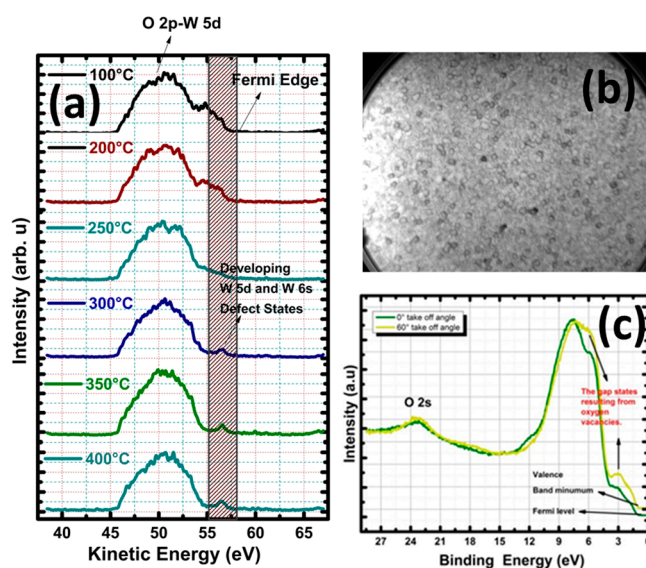 O 2p-W 5d
(a)
100°C
Fermi Edge
200°C
250°C
Developing
W 5d and W 6s
Defect States
300°C
350°C
400°C
Intensity (arb. u)
40 45 50 55 60 65
Kinetic Energy (eV)
(b)
(c)
0° take off angle
60° take off angle
O 2s
The gap states
resulting from
oxygen
vacancies.
Valence
Band minumum
Fermi level
Intensity (a.u)
27 24 21 18 15 12 9 6 3 0
Binding Energy (eV)